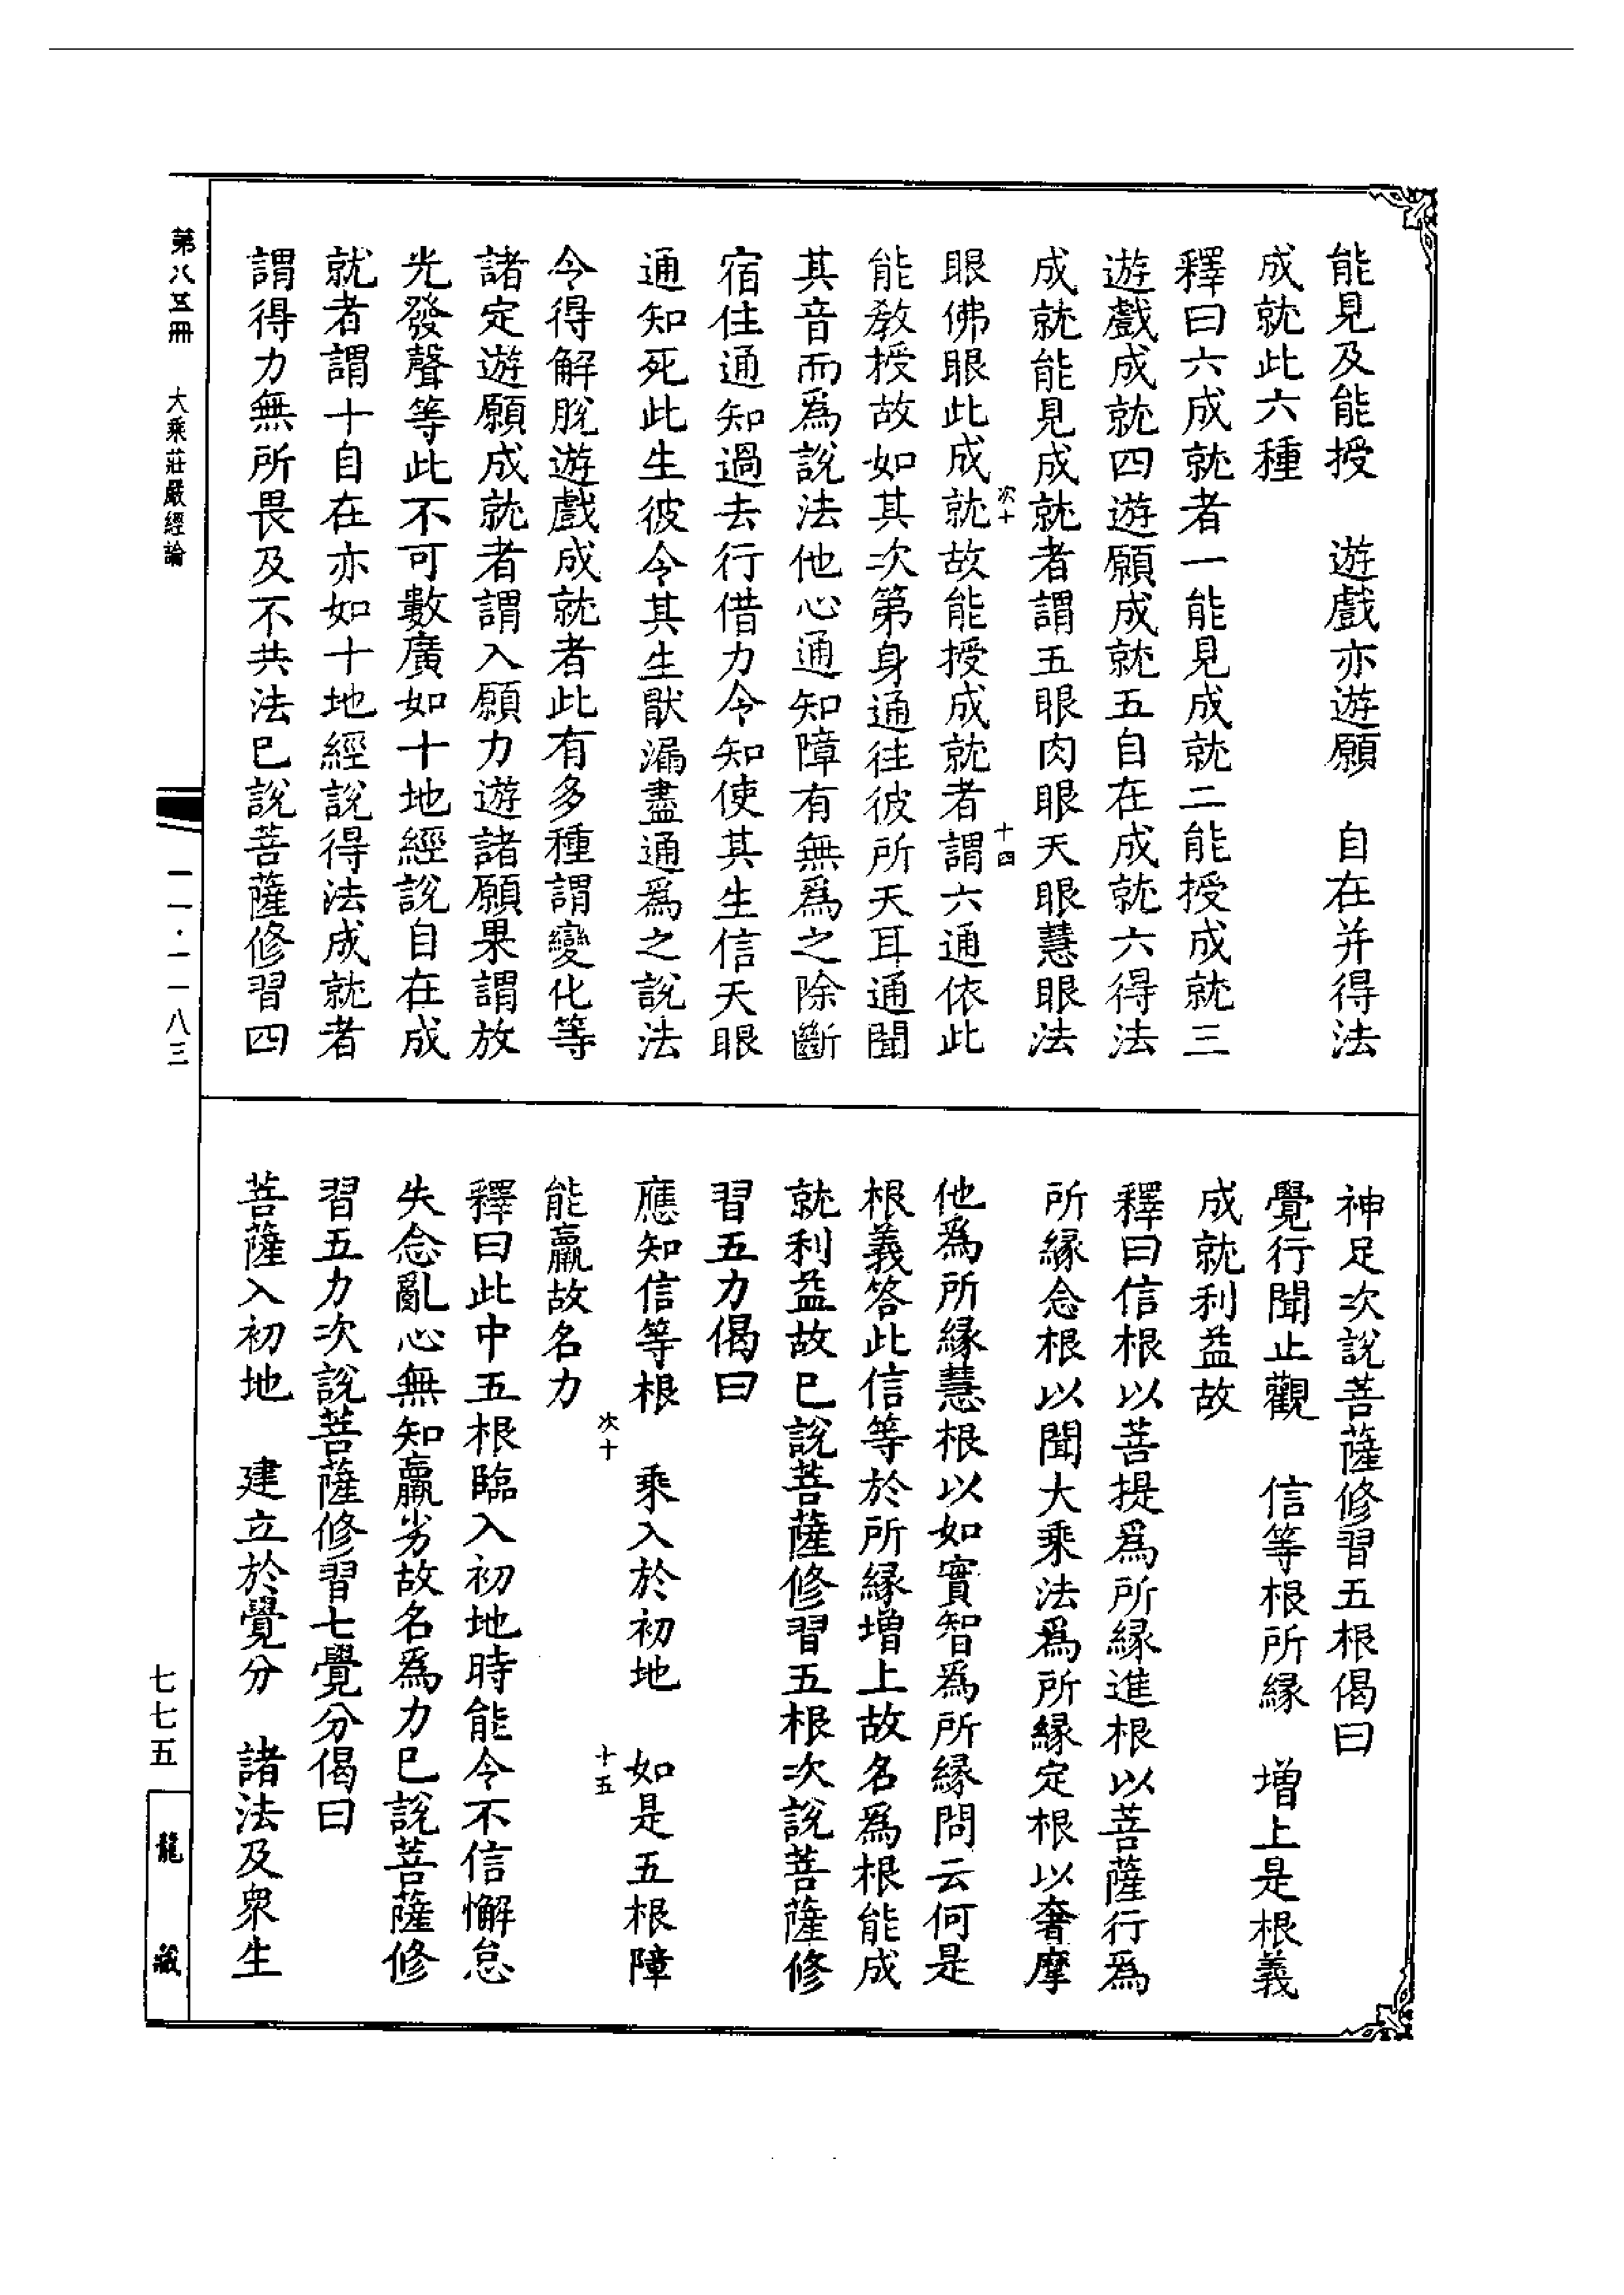 能見及能授　遊戲亦遊願　自在并得法
成就此六種
釋曰六成就者一能見成就二能授成就三
遊戲成就四遊願成就五自在成就六得法
成就能見成就者謂五眼肉眼天眼慧眼法
次十　十四
眼佛眼此成就故能授成就者謂六通依此
能教授故如其次第身通往彼所天耳通聞
其音而爲說法他心通知障有無爲之除斷
宿住通知過去行借力令知使其生信天眼
通知死此生彼令其生猒漏盡通爲之說法
令得解脫遊戲成就者此有多種謂變化等
諸定遊願成就者謂入願力遊諸願果謂放
光發聲等此不可數廣如十地經說自在成
就者謂十自在亦如十地經說得法成就者
謂得力無所畏及不共法已說菩薩修習四
神足次說菩薩修習五根偈曰
覺行聞止觀　信等根所緣　增上是根義
成就利益故
釋曰信根以菩提爲所緣進根以菩薩行爲
所緣念根以聞大乘法爲所緣定根以奢摩
他爲所緣慧根以如實智爲所緣問云何是
根義答此信等於所緣增上故名爲根能成
就利益故已說菩薩修習五根次說菩薩修
習五力偈曰
應知信等根　乘入於初地　如是五根障
次十　十五
能羸故名力
釋曰此中五根臨入初地時能令不信懈怠
失念亂心無知羸劣故名爲力已說菩薩修
習五力次說菩薩修習七覺分偈曰
菩薩入初地　建立於覺分　諸法及衆生
第八五冊　大乘莊嚴經論
一一·一一八三
七七五
龍藏